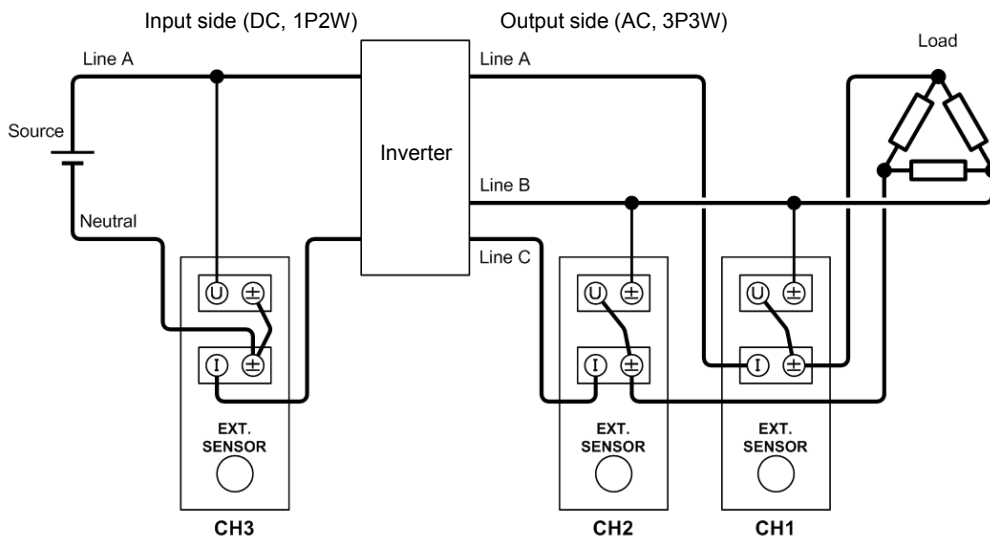 Input side (DC, 1P2W)
Output side (AC, 3P3W)
Line A
Line A
Load
Source
Inverter
Line B
Neutral
Line C
U ±
U ±
U ±
I ±
I ±
I ±
EXT.
SENSOR
EXT.
SENSOR
EXT.
SENSOR
CH3
CH2
CH1